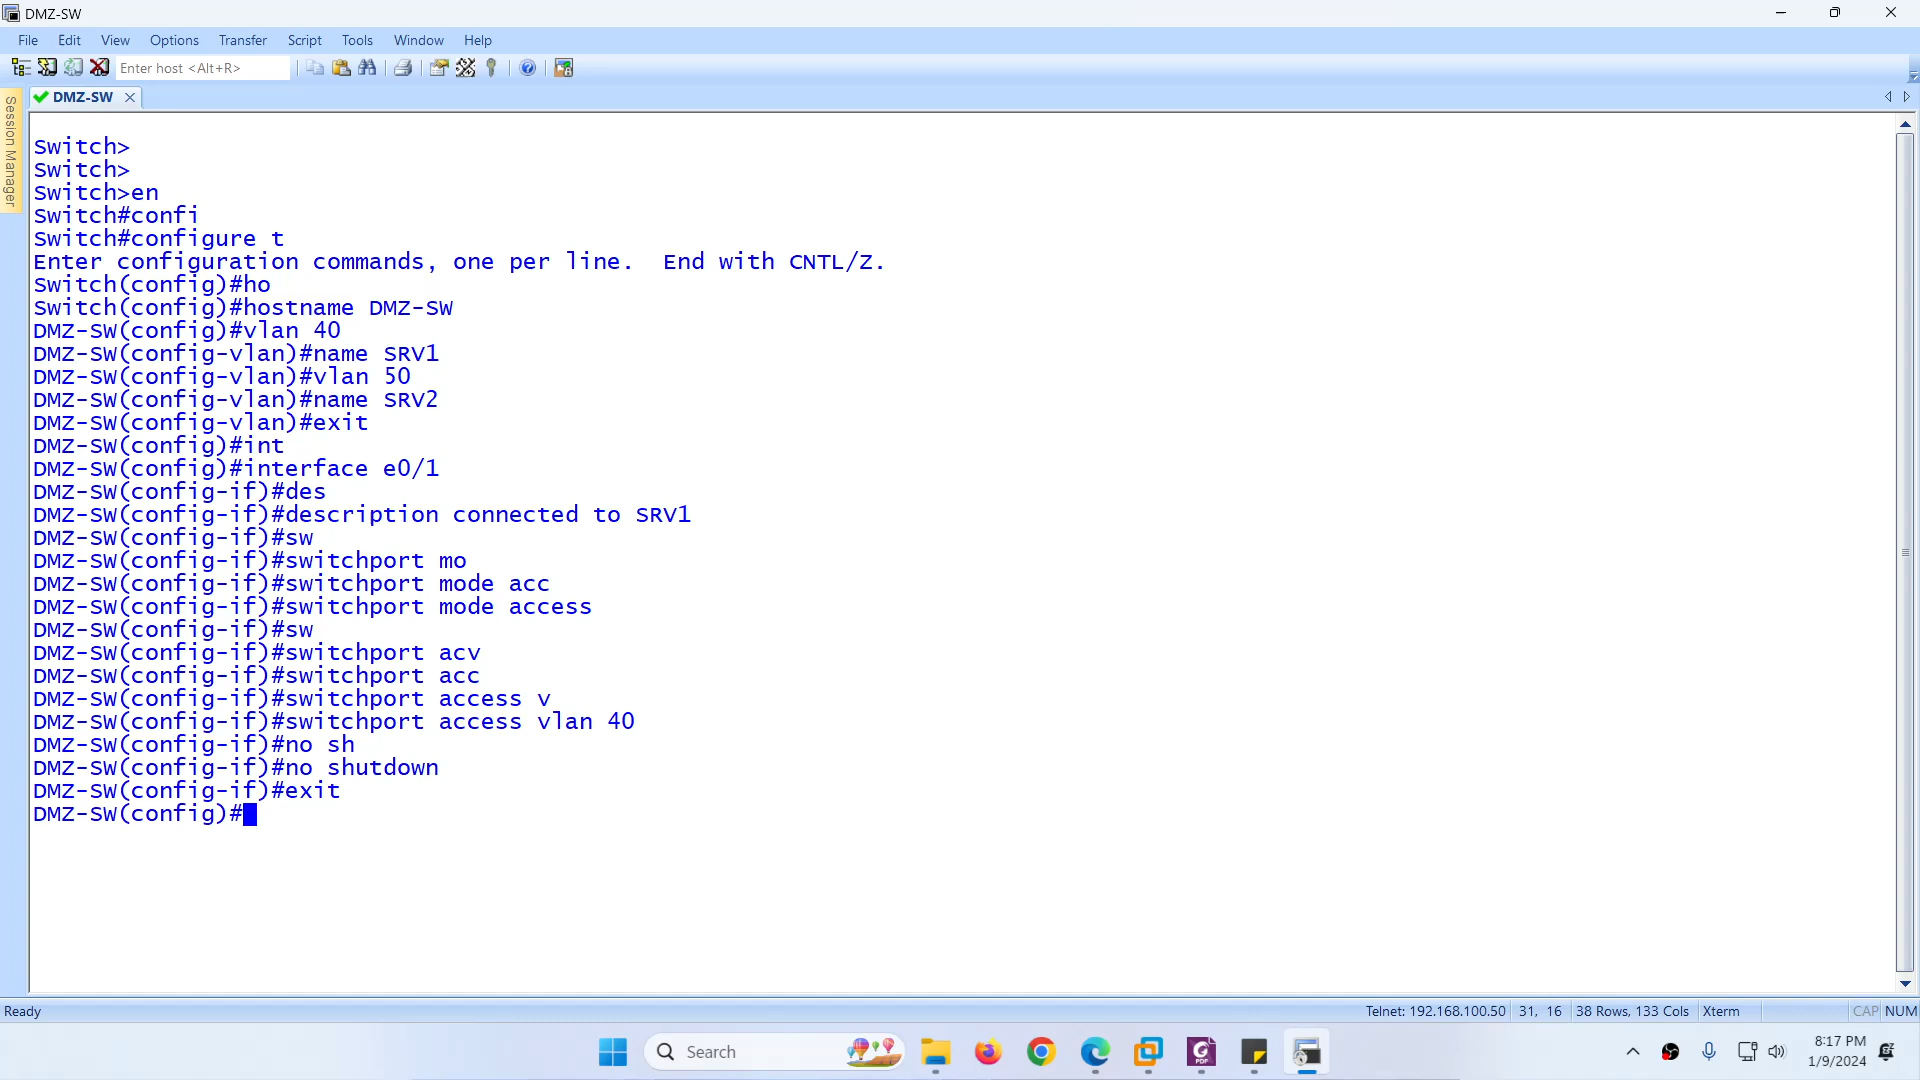 DMZ-SW
File Edit View Options Transfer Script Tools Window Help
Enter host <Alt+R>
DMZ-SW
Session Manager
Switch>
Switch>
Switch>en
Switch#confi
Switch#configure t
Enter configuration commands, one per line.  End with CNTL/Z.
Switch(config)#ho
Switch(config)#hostname DMZ-SW
DMZ-SW(config)#vlan 40
DMZ-SW(config-vlan)#name SRV1
DMZ-SW(config-vlan)#vlan 50
DMZ-SW(config-vlan)#name SRV2
DMZ-SW(config-vlan)#exit
DMZ-SW(config)#int
DMZ-SW(config)#interface e0/1
DMZ-SW(config-if)#des
DMZ-SW(config-if)#description connected to SRV1
DMZ-SW(config-if)#sw
DMZ-SW(config-if)#switchport mo
DMZ-SW(config-if)#switchport mode acc
DMZ-SW(config-if)#switchport mode access
DMZ-SW(config-if)#sw
DMZ-SW(config-if)#switchport acv
DMZ-SW(config-if)#switchport acc
DMZ-SW(config-if)#switchport access v
DMZ-SW(config-if)#switchport access vlan 40
DMZ-SW(config-if)#no sh
DMZ-SW(config-if)#no shutdown
DMZ-SW(config-if)#exit
DMZ-SW(config)#
Ready Telnet: 192.168.100.50 31, 16 38 Rows, 133 Cols Xterm CAP NUM
Search
8:17 PM
1/9/2024